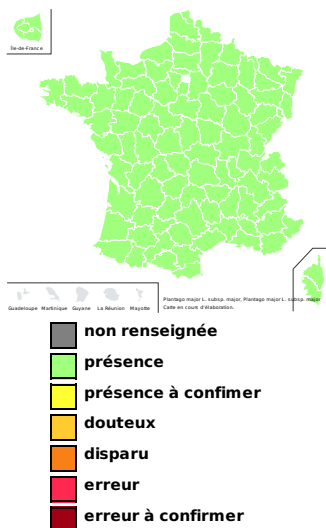 Île-de-France
Plantago major L. subsp. major, Plantago major L. subsp. major
Carte en cours d'élaboration.
Guadeloupe Martinique Guyane La Réunion Mayotte
non renseignée
présence
présence à confimer
douteux
disparu
erreur
erreur à confirmer